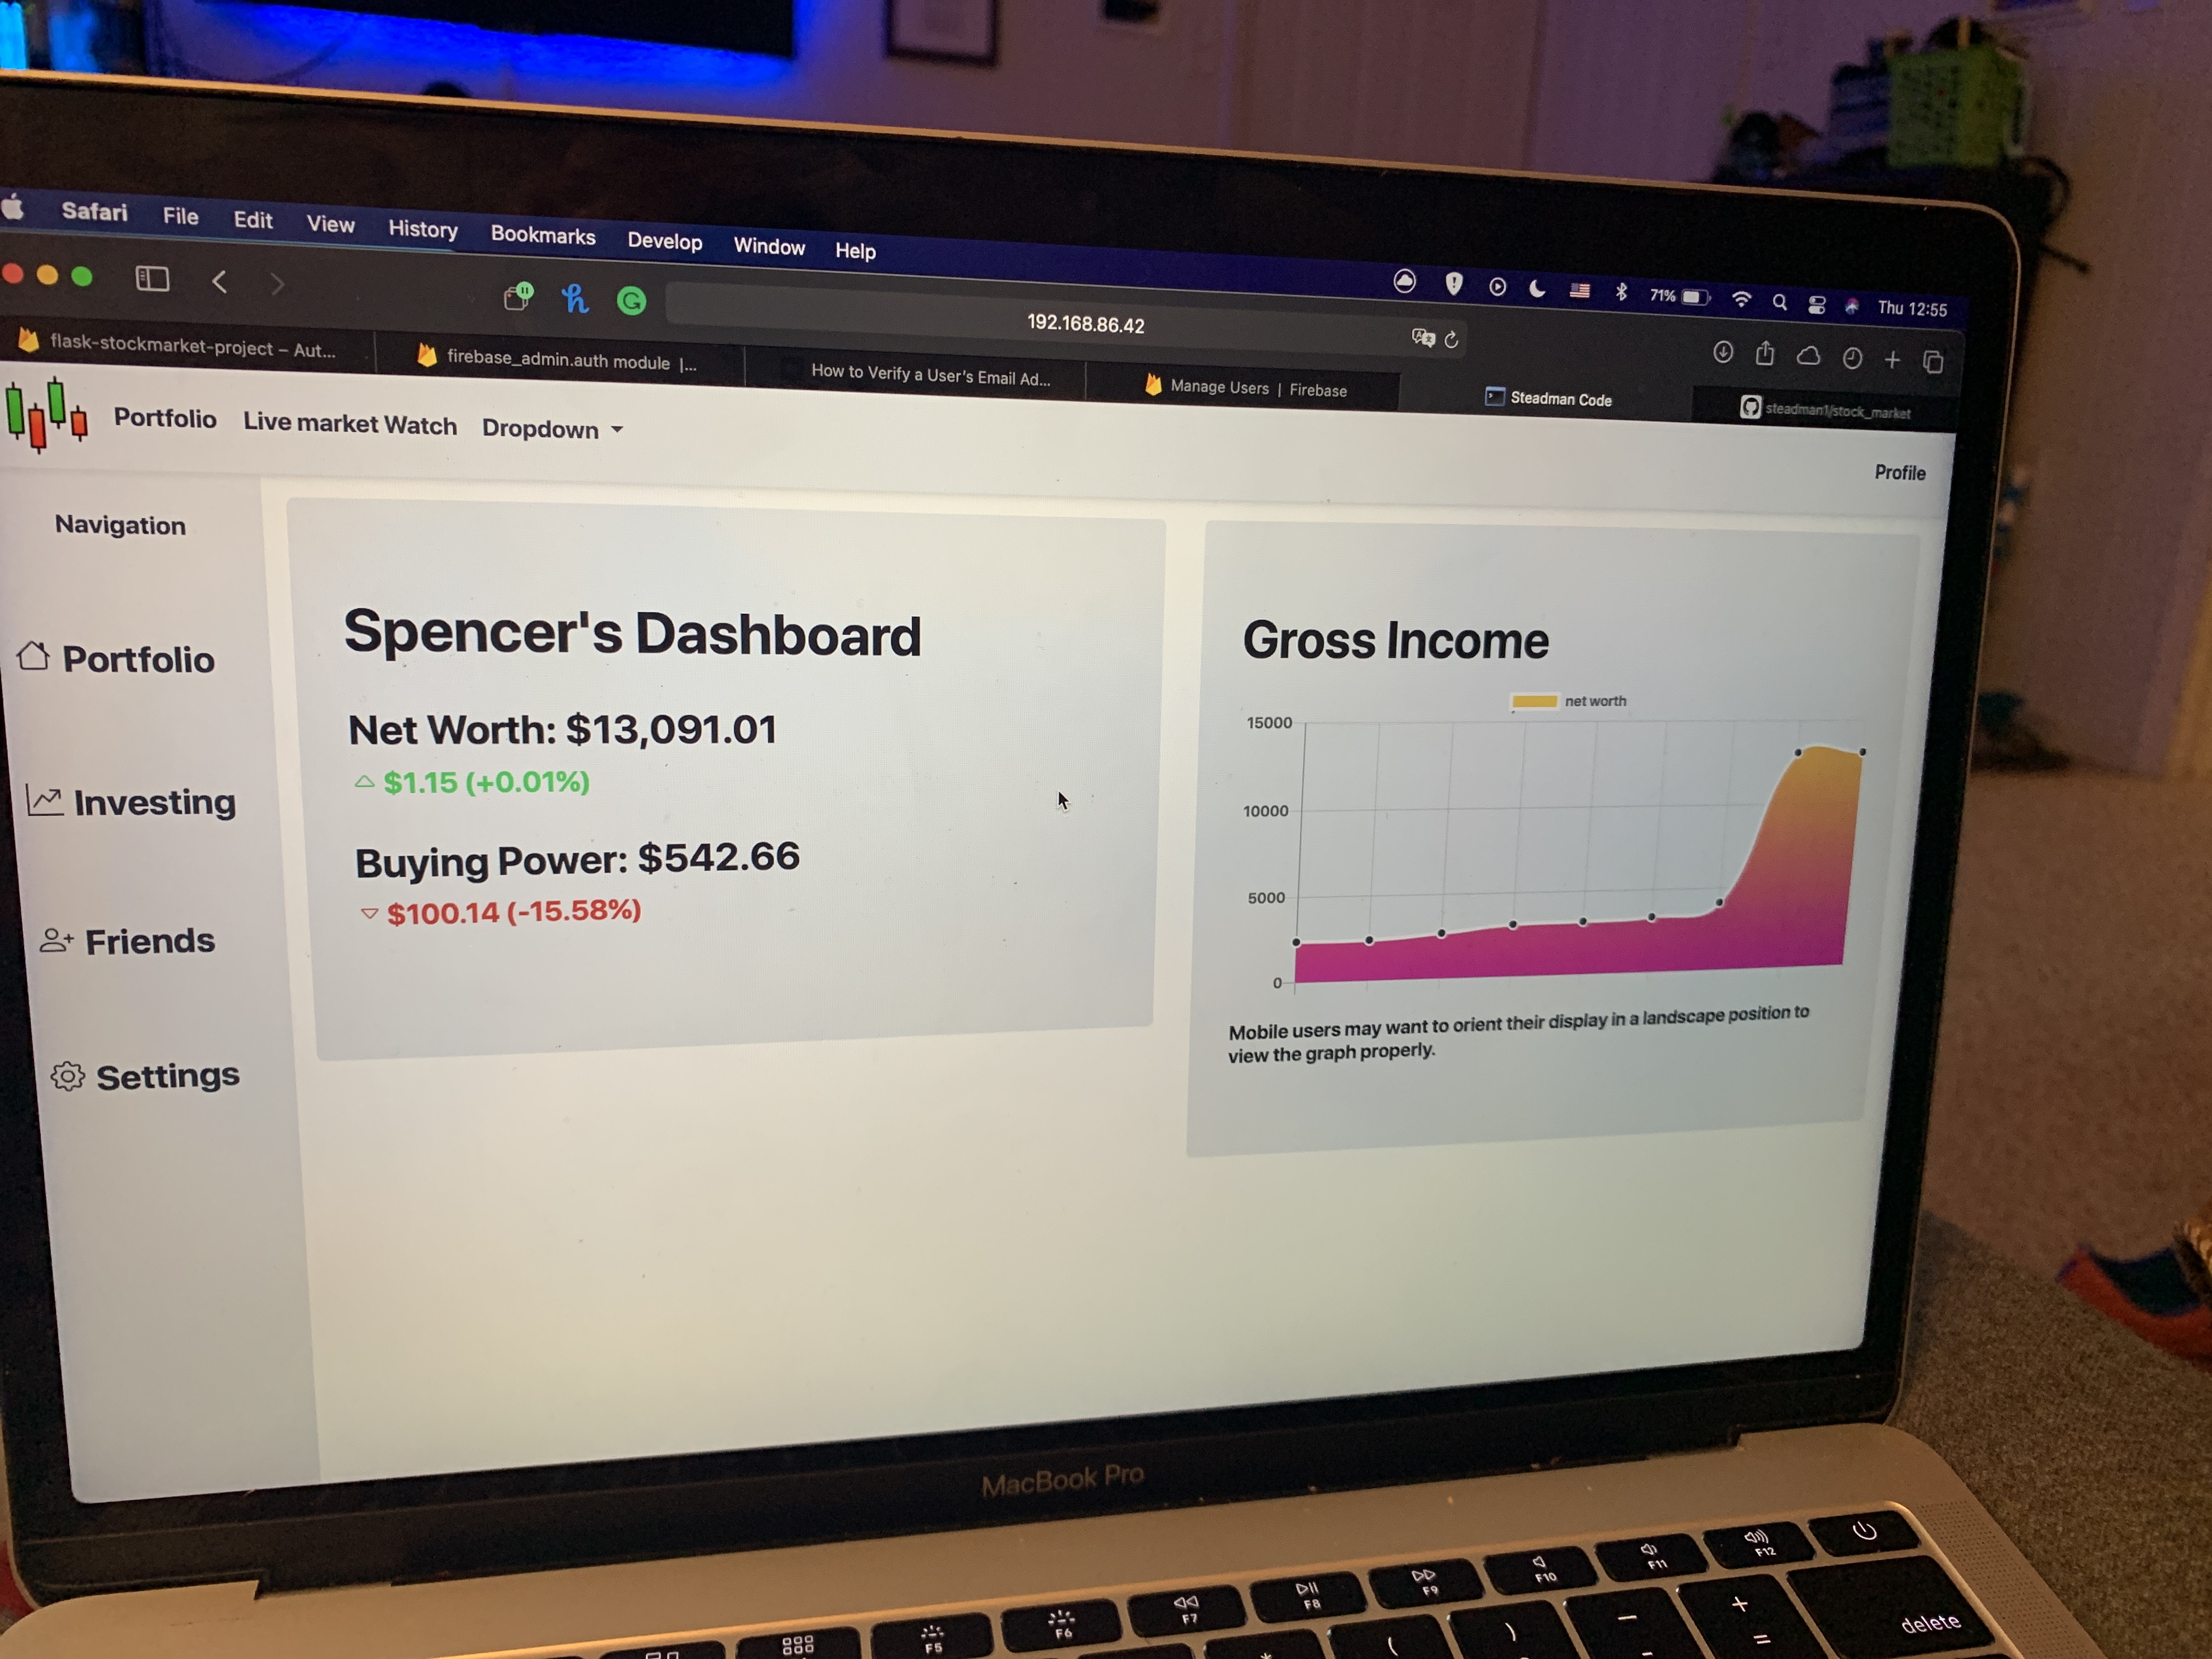 Safari File Edit View History Bookmarks Develop Window Help
71% Thu 12:55
192.168.86.42
flask-stockmarket-project – Aut...
firebase_admin.auth module |...
How to Verify a User's Email Ad...
Manage Users | Firebase
Steadman Code
steadman1/stock_market
Portfolio Live market Watch Dropdown
Profile
Navigation
Portfolio
Investing
Friends
Settings
Spencer's Dashboard
Net Worth: $13,091.01
$1.15 (+0.01%)
Buying Power: $542.66
$100.14 (-15.58%)
Gross Income
net worth
15000
10000
5000
0
Mobile users may want to orient their display in a landscape position to
view the graph properly.
MacBook Pro
F5
F6
F7
F8
F9
F10
F11
F12
* ( ) – + =
delete